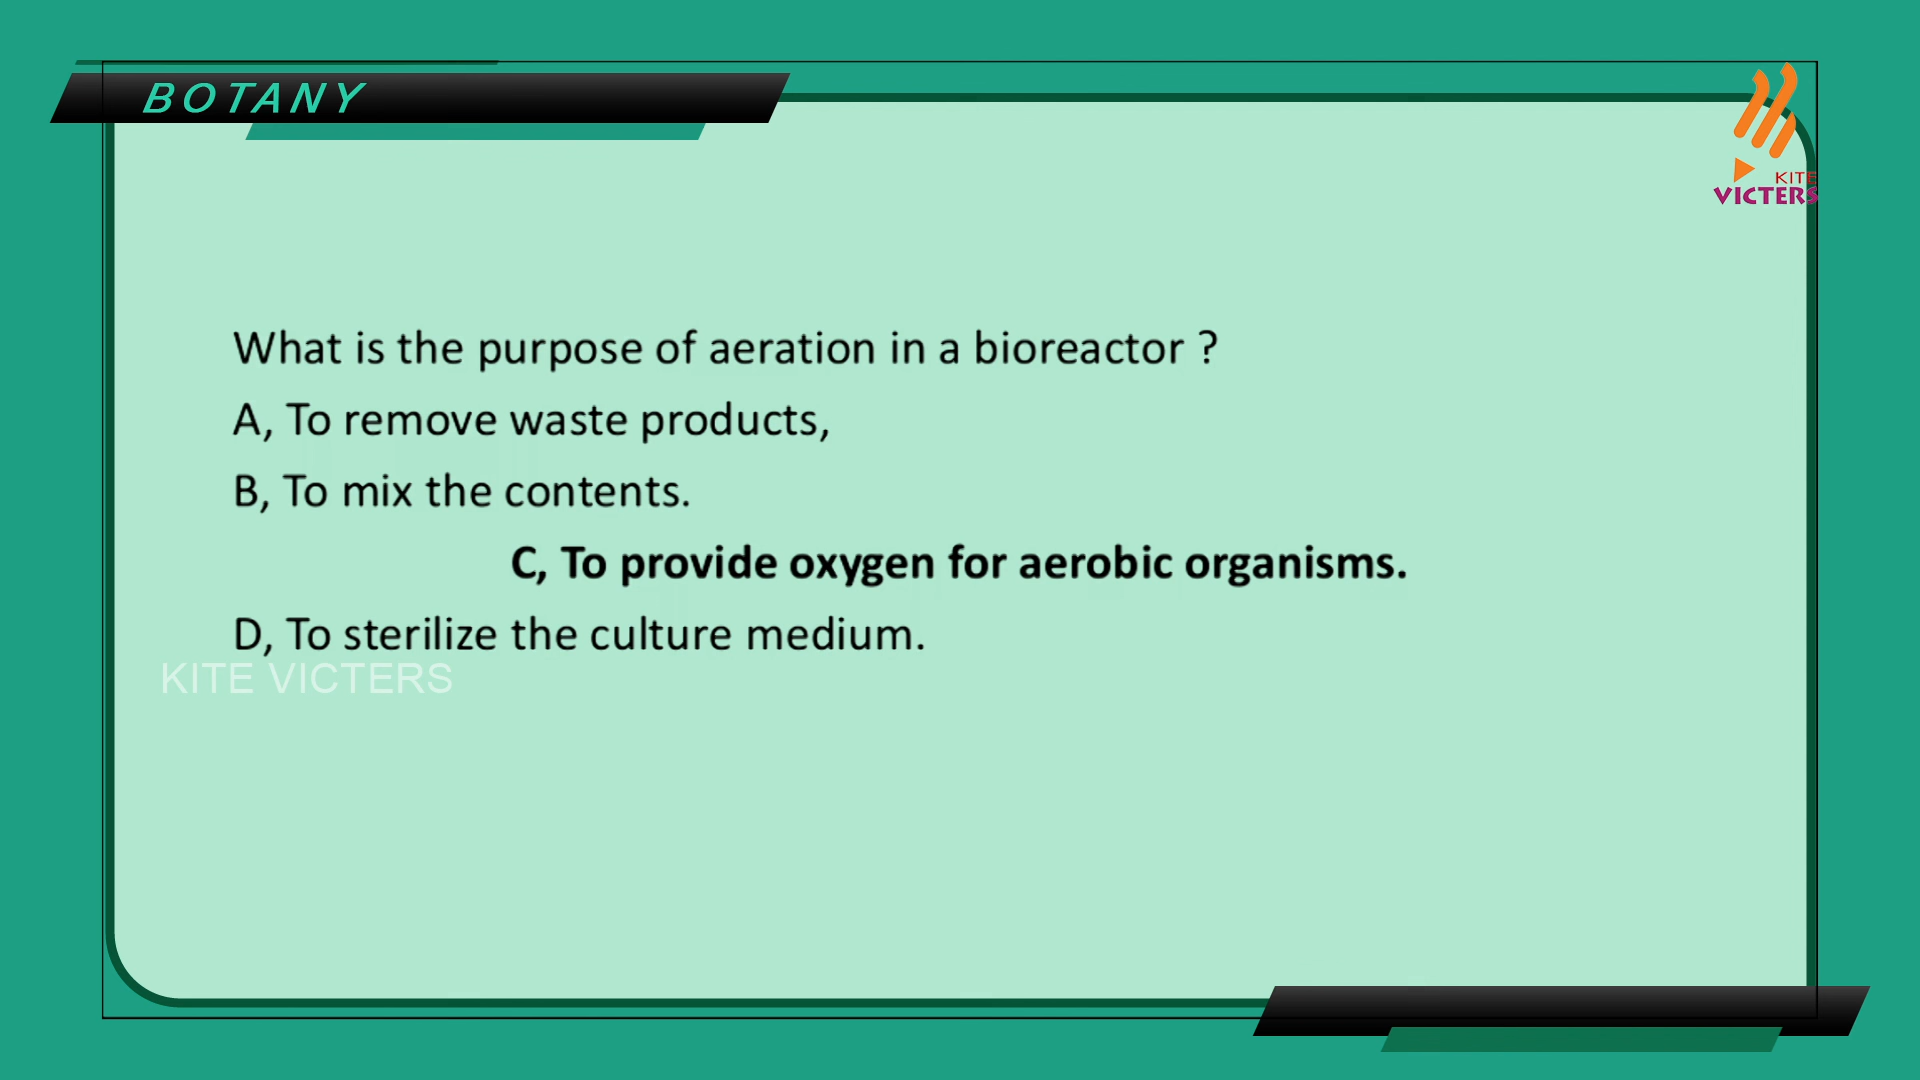 BOTANY
KITE
VICTERS
What is the purpose of aeration in a bioreactor ?
A, To remove waste products,
B, To mix the contents.
C, To provide oxygen for aerobic organisms.
D, To sterilize the culture medium.
KITE VICTERS